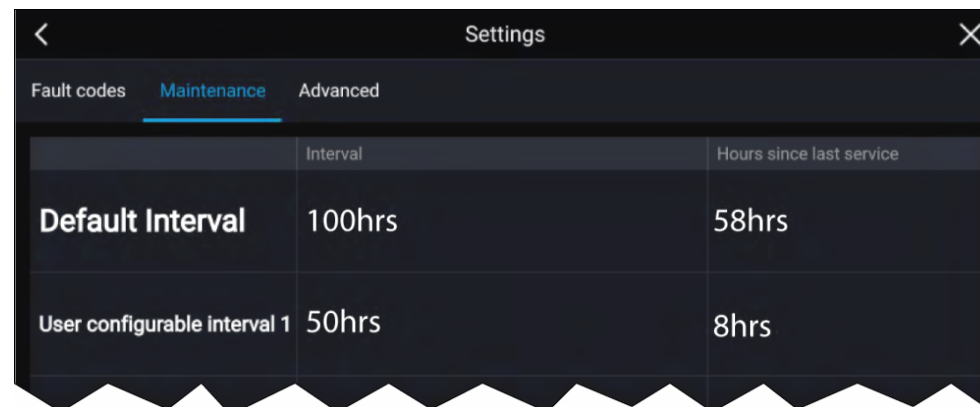 Settings
Fault codes Maintenance Advanced
Interval Hours since last service
Default Interval 100hrs 58hrs
User configurable interval 1 50hrs 8hrs